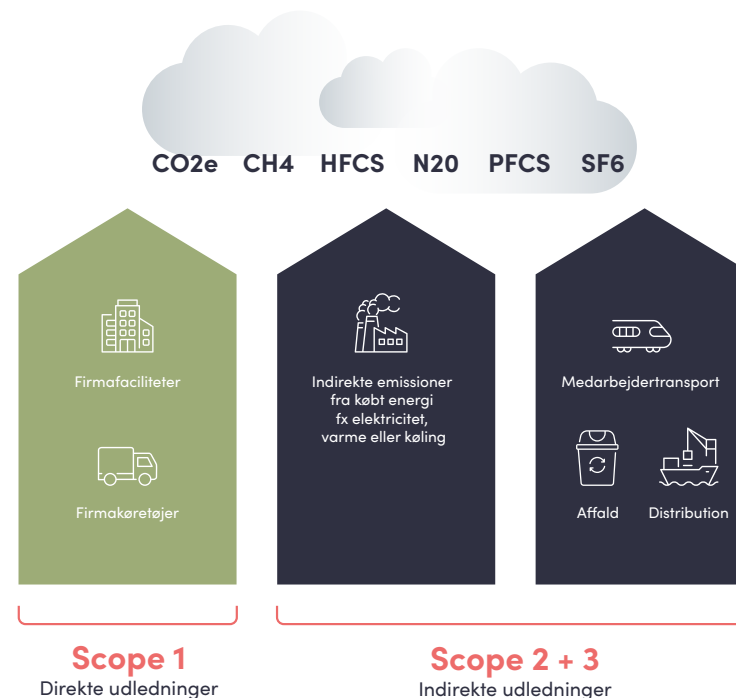 CO2e CH4 HFCS N20 PFCS SF6
Firmafaciliteter
Firmakøretøjer
Indirekte emissioner
fra købt energi
fx elektricitet,
varme eller køling
Medarbejdertransport
Affald Distribution
Scope 1
Direkte udledninger
Scope 2 + 3
Indirekte udledninger